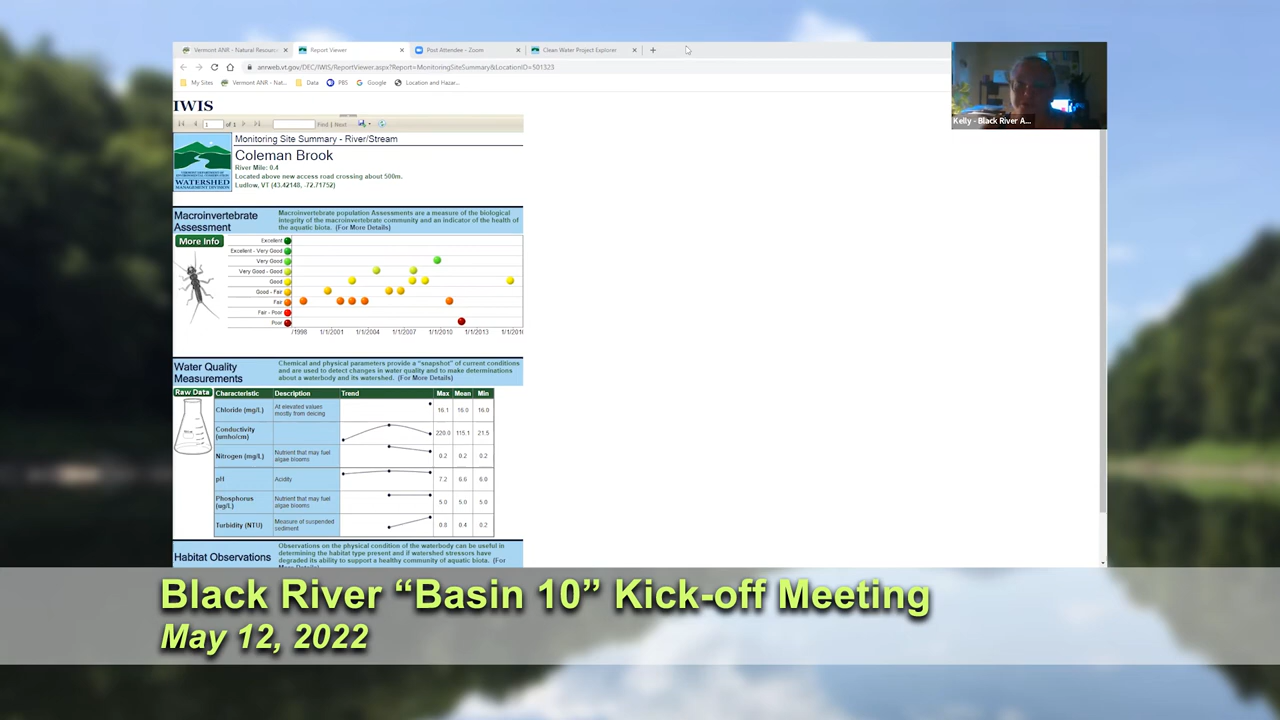 Vermont ANR - Natural Resourc
Report Viewer
Post Attendee - Zoom
Clean Water Project Explorer
anrweb.vt.gov/DEC/IWIS/ReportViewer.aspx?Report=MonitoringSiteSummary&LocationID=501323
My Sites
Vermont ANR - Nat...
Data
PBS
Google
Location and Hazar...
Kelly - Black River A...
IWIS
1 of 1
Find | Next
Monitoring Site Summary - River/Stream
Coleman Brook
River Mile: 0.4
Located above new access road crossing about 500m.
Ludlow, VT (43.42148, -72.71752)
WATERSHED
MANAGEMENT DIVISION
Macroinvertebrate
Assessment
Macroinvertebrate population Assessments are a measure of the biological
integrity of the macroinvertebrate community and an indicator of the health of
the aquatic biota. (For More Details)
More Info
Excellent
Excellent - Very Good
Very Good
Very Good - Good
Good
Good - Fair
Fair
Fair - Poor
Poor
/1998 1/1/2001 1/1/2004 1/1/2007 1/1/2010 1/1/2013 1/1/201
Water Quality
Measurements
Chemical and physical parameters provide a "snapshot" of current conditions
and are used to detect changes in water quality and to make determinations
about a waterbody and its watershed. (For More Details)
Raw Data
Characteristic Description Trend Max Mean Min
Chloride (mg/L) At elevated values mostly from deicing 16.1 16.0 16.0
Conductivity (umho/cm) 220.0 115.1 21.5
Nitrogen (mg/L) Nutrient that may fuel algae blooms 0.2 0.2 0.2
pH Acidity 7.2 6.6 6.0
Phosphorus (ug/L) Nutrient that may fuel algae blooms 5.0 5.0 5.0
Turbidity (NTU) Measure of suspended sediment 0.8 0.4 0.2
Habitat Observations
Observations on the physical condition of the waterbody can be useful in
determining the habitat type present and if watershed stressors have
degraded its ability to support a healthy community of aquatic biota. (For
Black River “Basin 10” Kick-off Meeting
May 12, 2022